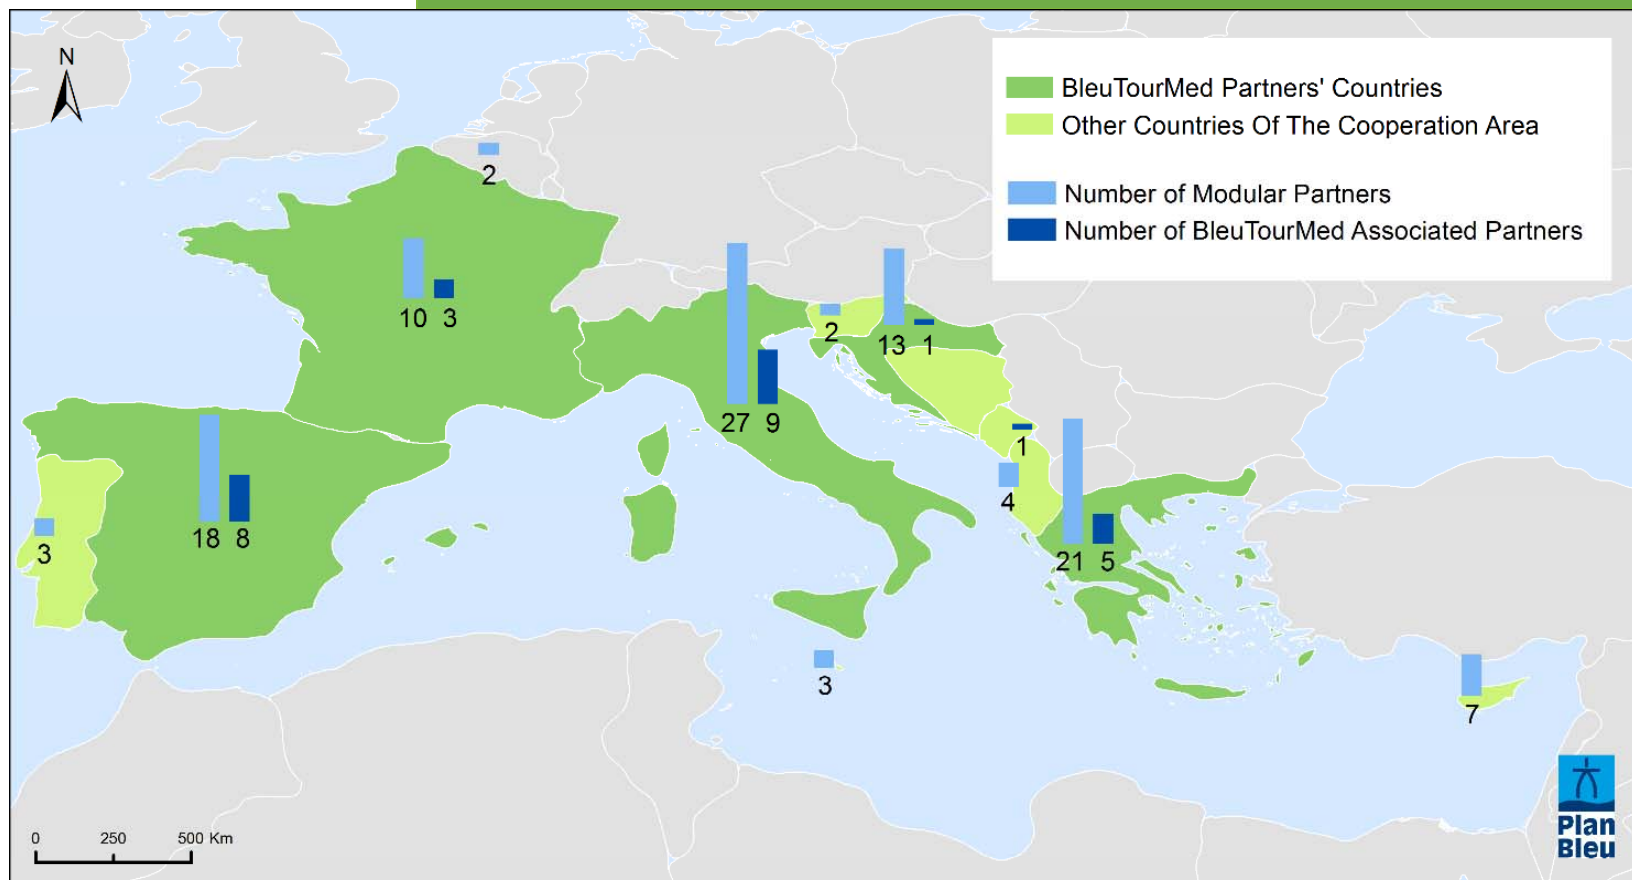 N
BleuTourMed Partners' Countries
Other Countries Of The Cooperation Area
Number of Modular Partners
Number of BleuTourMed Associated Partners
2
10 3
2
13 1
27 9
1
4
18 8
3
21 5
3
7
0 250 500 Km
Plan
Bleu